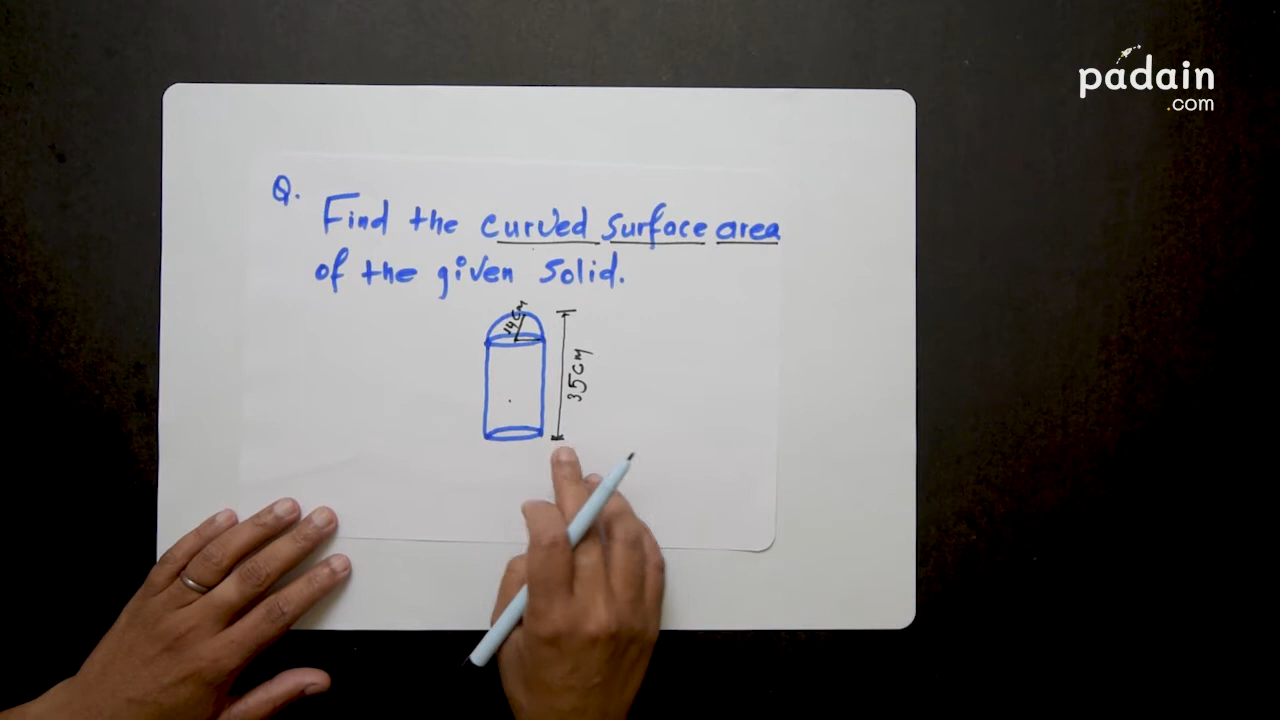 padain
.com
Q.
Find the curved surface area
of the given solid.
14cm
35cm